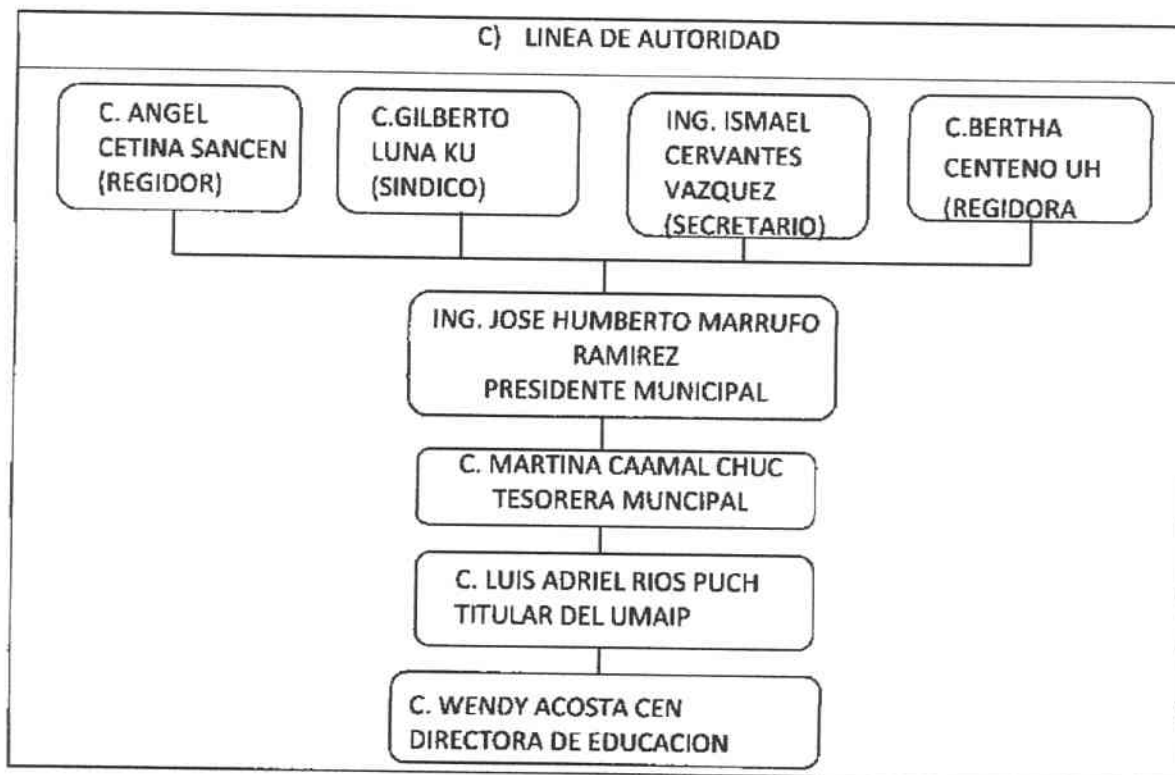 C) LINEA DE AUTORIDAD
C. ANGEL
CETINA SANCEN
(REGIDOR)
C.GILBERTO
LUNA KU
(SINDICO)
ING. ISMAEL
CERVANTES
VAZQUEZ
(SECRETARIO)
C.BERTHA
CENTENO UH
(REGIDORA
ING. JOSE HUMBERTO MARRUFO
RAMIREZ
PRESIDENTE MUNICIPAL
C. MARTINA CAAMAL CHUC
TESORERA MUNCIPAL
C. LUIS ADRIEL RIOS PUCH
TITULAR DEL UMAIP
C. WENDY ACOSTA CEN
DIRECTORA DE EDUCACION